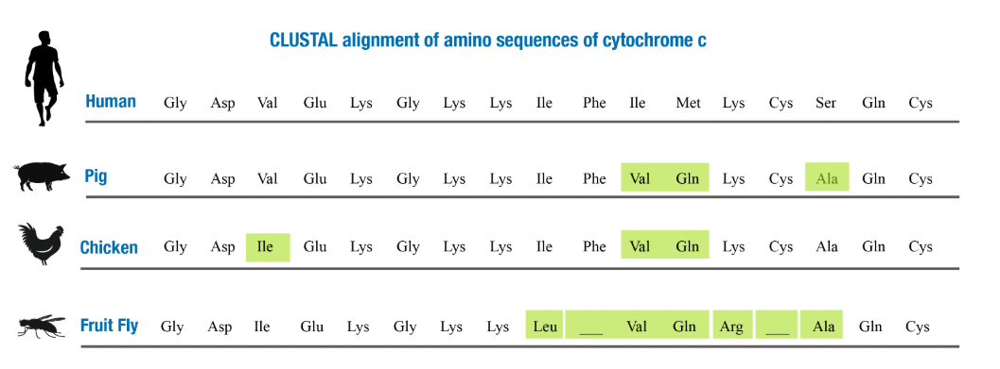 CLUSTAL alignment of amino sequences of cytochrome c
Human Gly Asp Val Glu Lys Gly Lys Lys Ile Phe Ile Met Lys Cys Ser Gln Cys
Pig Gly Asp Val Glu Lys Gly Lys Lys Ile Phe Val Gln Lys Cys Ala Gln Cys
Chicken Gly Asp Ile Glu Lys Gly Lys Lys Ile Phe Val Gln Lys Cys Ala Gln Cys
Fruit Fly Gly Asp Ile Glu Lys Gly Lys Lys Leu ___ Val Gln Arg ___ Ala Gln Cys